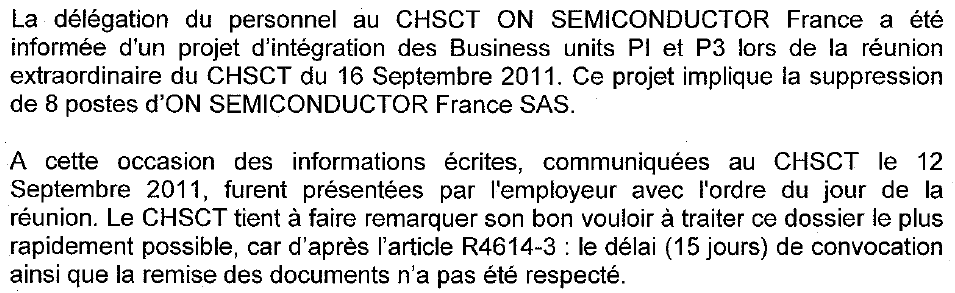 La délégation du personnel au CHSCT ON SEMICONDUCTOR France a été
informée d'un projet d'intégration des Business units PI et P3 lors de la réunion
extraordinaire du CHSCT du 16 Septembre 2011. Ce projet implique la suppression
de 8 postes d'ON SEMICONDUCTOR France SAS.

A cette occasion des informations écrites, communiquées au CHSCT le 12
Septembre 2011, furent présentées par l'employeur avec l'ordre du jour de la
réunion. Le CHSCT tient à faire remarquer son bon vouloir à traiter ce dossier le plus
rapidement possible, car d'après l'article R4614-3 : le délai (15 jours) de convocation
ainsi que la remise des documents n'a pas été respecté.